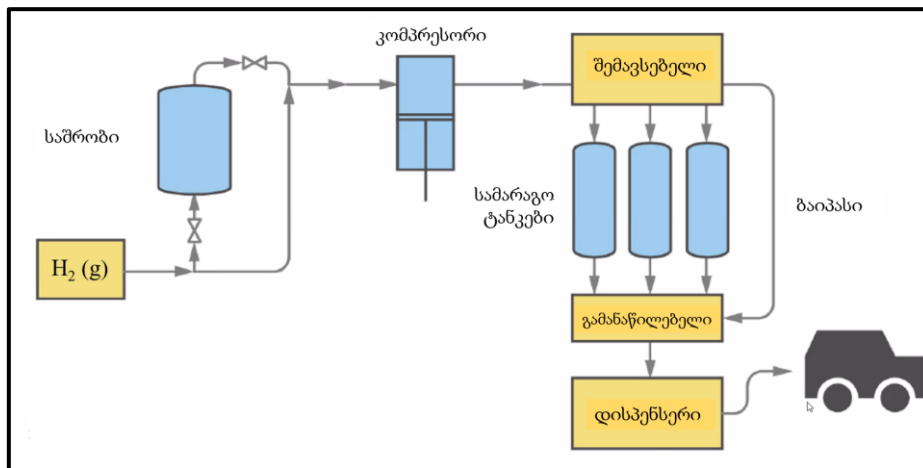 კომპრესორი
შემავსებელი
საშრობი
სამარაგო
ტანკები
ბაიპასი
H₂ (g)
გამანაწილებელი
დისპენსერი